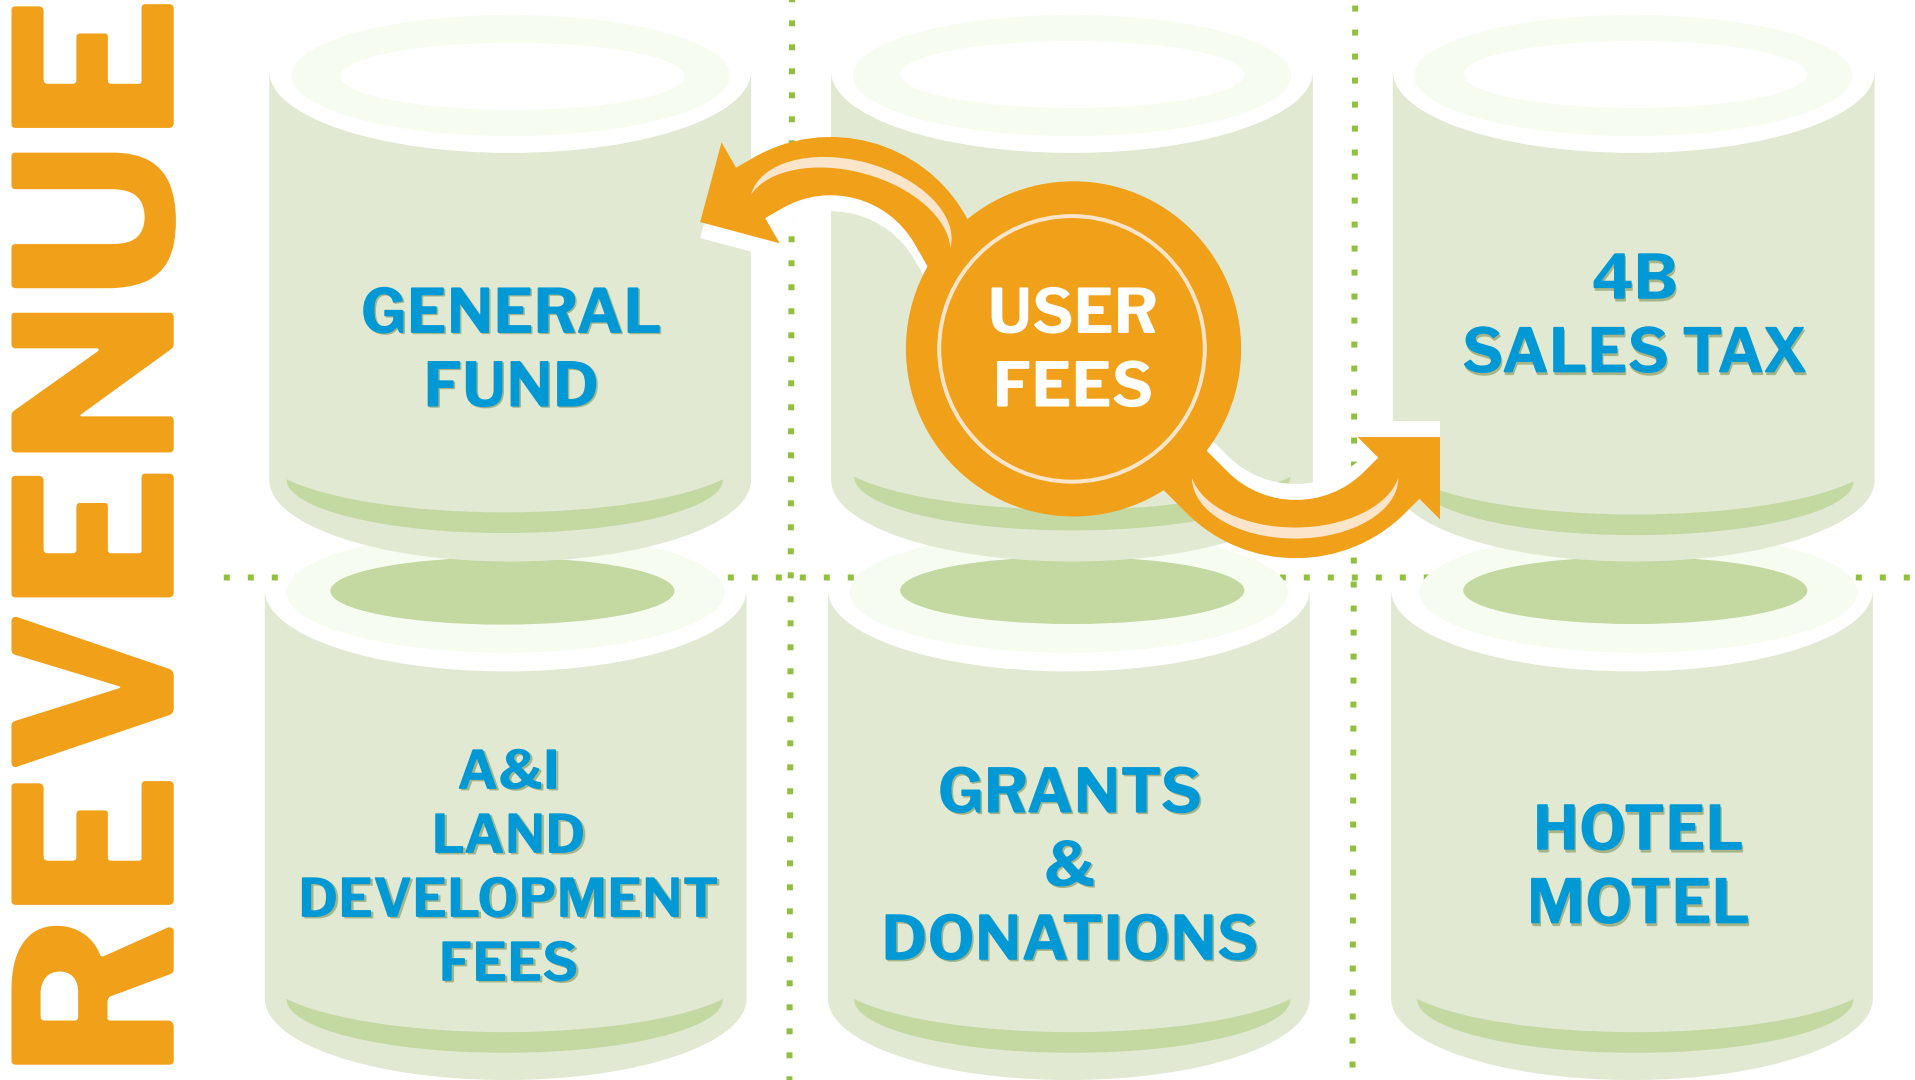 REVENUE
GENERAL
FUND
USER
FEES
4B
SALES TAX
A&I
LAND
DEVELOPMENT
FEES
GRANTS
&
DONATIONS
HOTEL
MOTEL